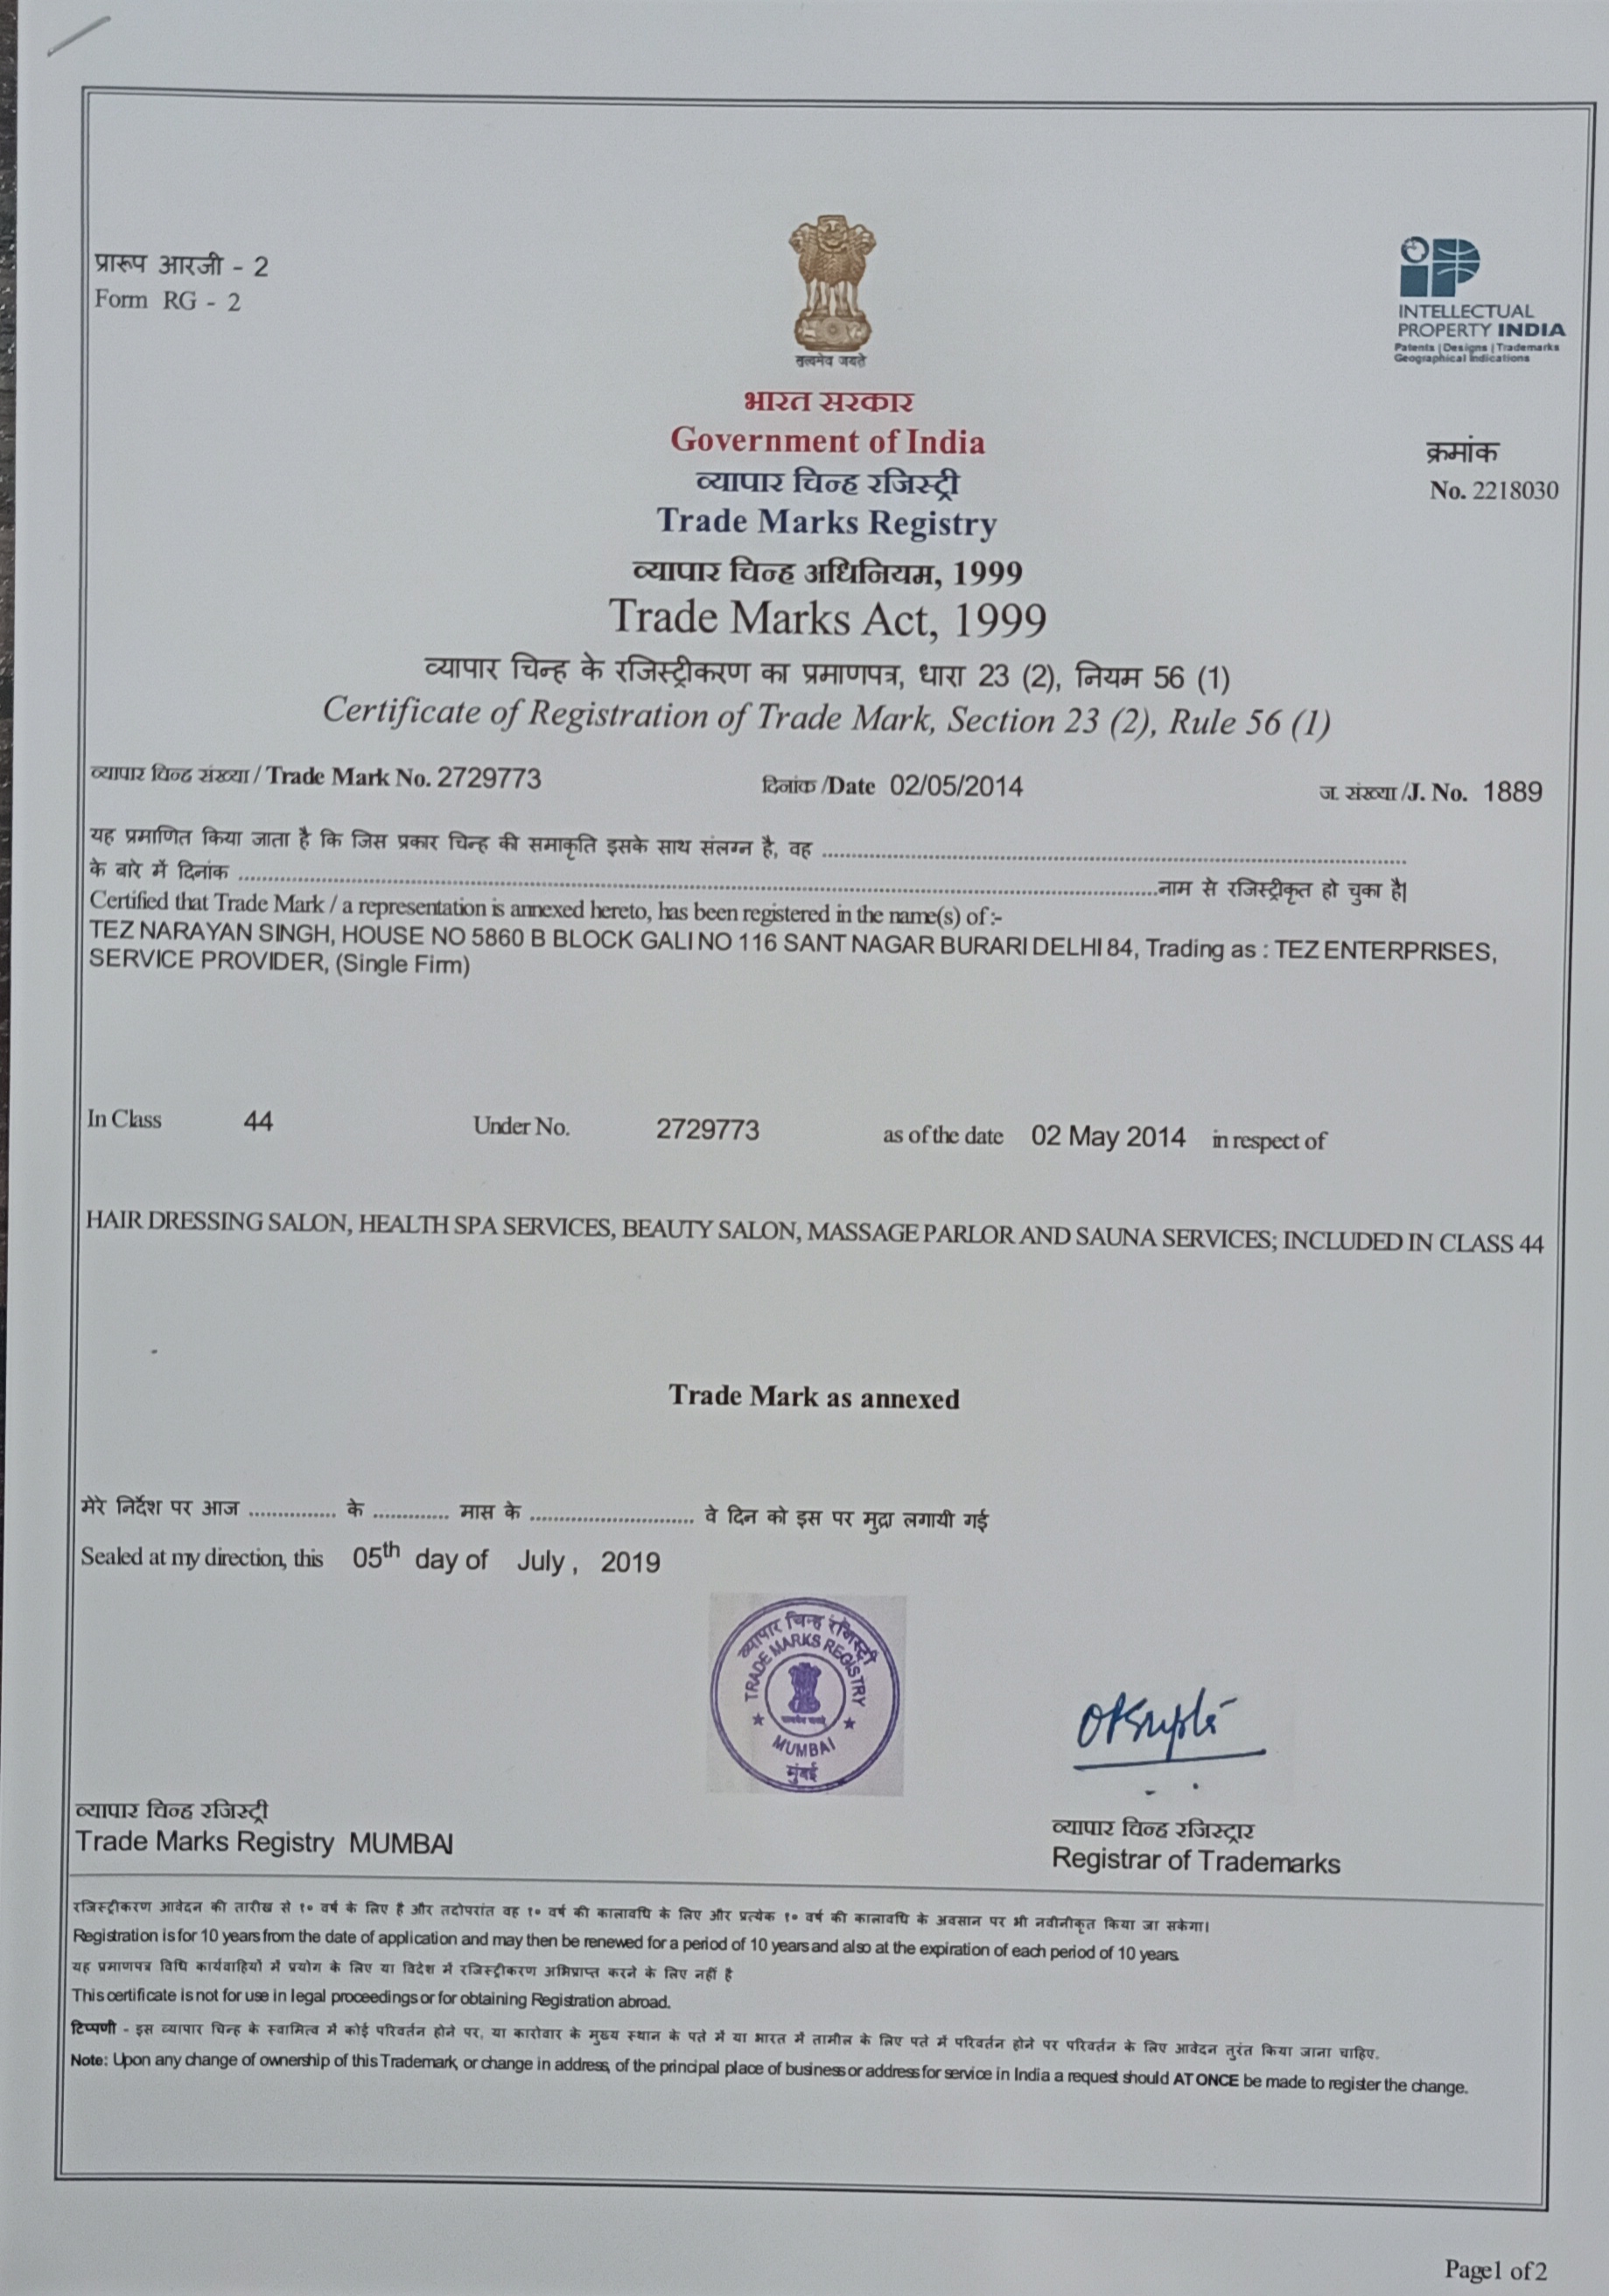 प्रारूप आरजी - 2
Form RG - 2
सत्यमेव जयते
INTELLECTUAL
PROPERTY INDIA
Patents | Designs | Trademarks
Geographical Indications
भारत सरकार
Government of India
व्यापार चिन्ह रजिस्ट्री
Trade Marks Registry
क्रमांक
No. 2218030
व्यापार चिन्ह अधिनियम, 1999
Trade Marks Act, 1999
व्यापार चिन्ह के रजिस्ट्रीकरण का प्रमाणपत्र, धारा 23 (2), नियम 56 (1)
Certificate of Registration of Trade Mark, Section 23 (2), Rule 56 (1)
व्यापार चिन्ह संख्या / Trade Mark No. 2729773 दिनांक /Date 02/05/2014 ज. संख्या /J. No. 1889
यह प्रमाणित किया जाता है कि जिस प्रकार चिन्ह की समाकृति इसके साथ संलग्न है, वह ........................
के बारे में दिनांक ........................नाम से रजिस्ट्रीकृत हो चुका है|
Certified that Trade Mark / a representation is annexed hereto, has been registered in the name(s) of :-
TEZ NARAYAN SINGH, HOUSE NO 5860 B BLOCK GALI NO 116 SANT NAGAR BURARI DELHI 84, Trading as : TEZ ENTERPRISES,
SERVICE PROVIDER, (Single Firm)
In Class 44 Under No. 2729773 as of the date 02 May 2014 in respect of
HAIR DRESSING SALON, HEALTH SPA SERVICES, BEAUTY SALON, MASSAGE PARLOR AND SAUNA SERVICES; INCLUDED IN CLASS 44
Trade Mark as annexed
मेरे निर्देश पर आज .............. के ............. मास के ........................... वे दिन को इस पर मुद्रा लगायी गई
Sealed at my direction, this 05th day of July , 2019
व्यापार चिन्ह रजिस्ट्री
TRADE MARKS REGISTRY
MUMBAI
मुंबई
व्यापार चिन्ह रजिस्ट्री
Trade Marks Registry MUMBAI
व्यापार चिन्ह रजिस्ट्रार
Registrar of Trademarks
रजिस्ट्रीकरण आवेदन की तारीख से १० वर्ष के लिए है और तदोपरांत वह १० वर्ष की कालावधि के लिए और प्रत्येक १० वर्ष की कालावधि के अवसान पर भी नवीनीकृत किया जा सकेगा।
Registration is for 10 years from the date of application and may then be renewed for a period of 10 years and also at the expiration of each period of 10 years.
यह प्रमाणपत्र विधि कार्यवाहियों में प्रयोग के लिए या विदेश में रजिस्ट्रीकरण अभिप्राप्त करने के लिए नहीं है
This certificate is not for use in legal proceedings or for obtaining Registration abroad.
टिप्पणी - इस व्यापार चिन्ह के स्वामित्व में कोई परिवर्तन होने पर, या कारोवार के मुख्य स्थान के पते में या भारत में तामील के लिए पते में परिवर्तन होने पर परिवर्तन के लिए आवेदन तुरंत किया जाना चाहिए.
Note: Upon any change of ownership of this Trademark, or change in address, of the principal place of business or address for service in India a request should AT ONCE be made to register the change.
Page1 of 2